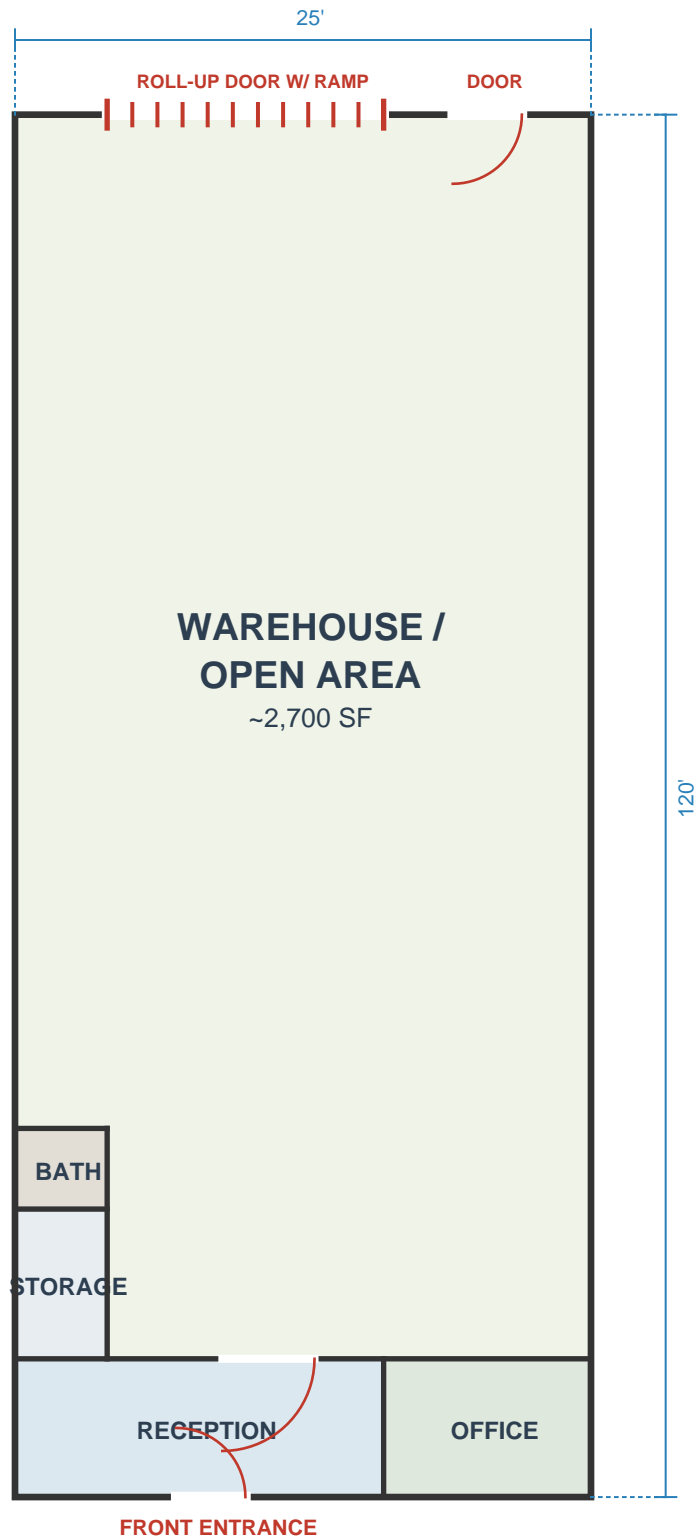 25'
ROLL-UP DOOR W/ RAMP
DOOR
WAREHOUSE /
OPEN AREA
~2,700 SF
120'
BATH
STORAGE
RECEPTION
OFFICE
FRONT ENTRANCE